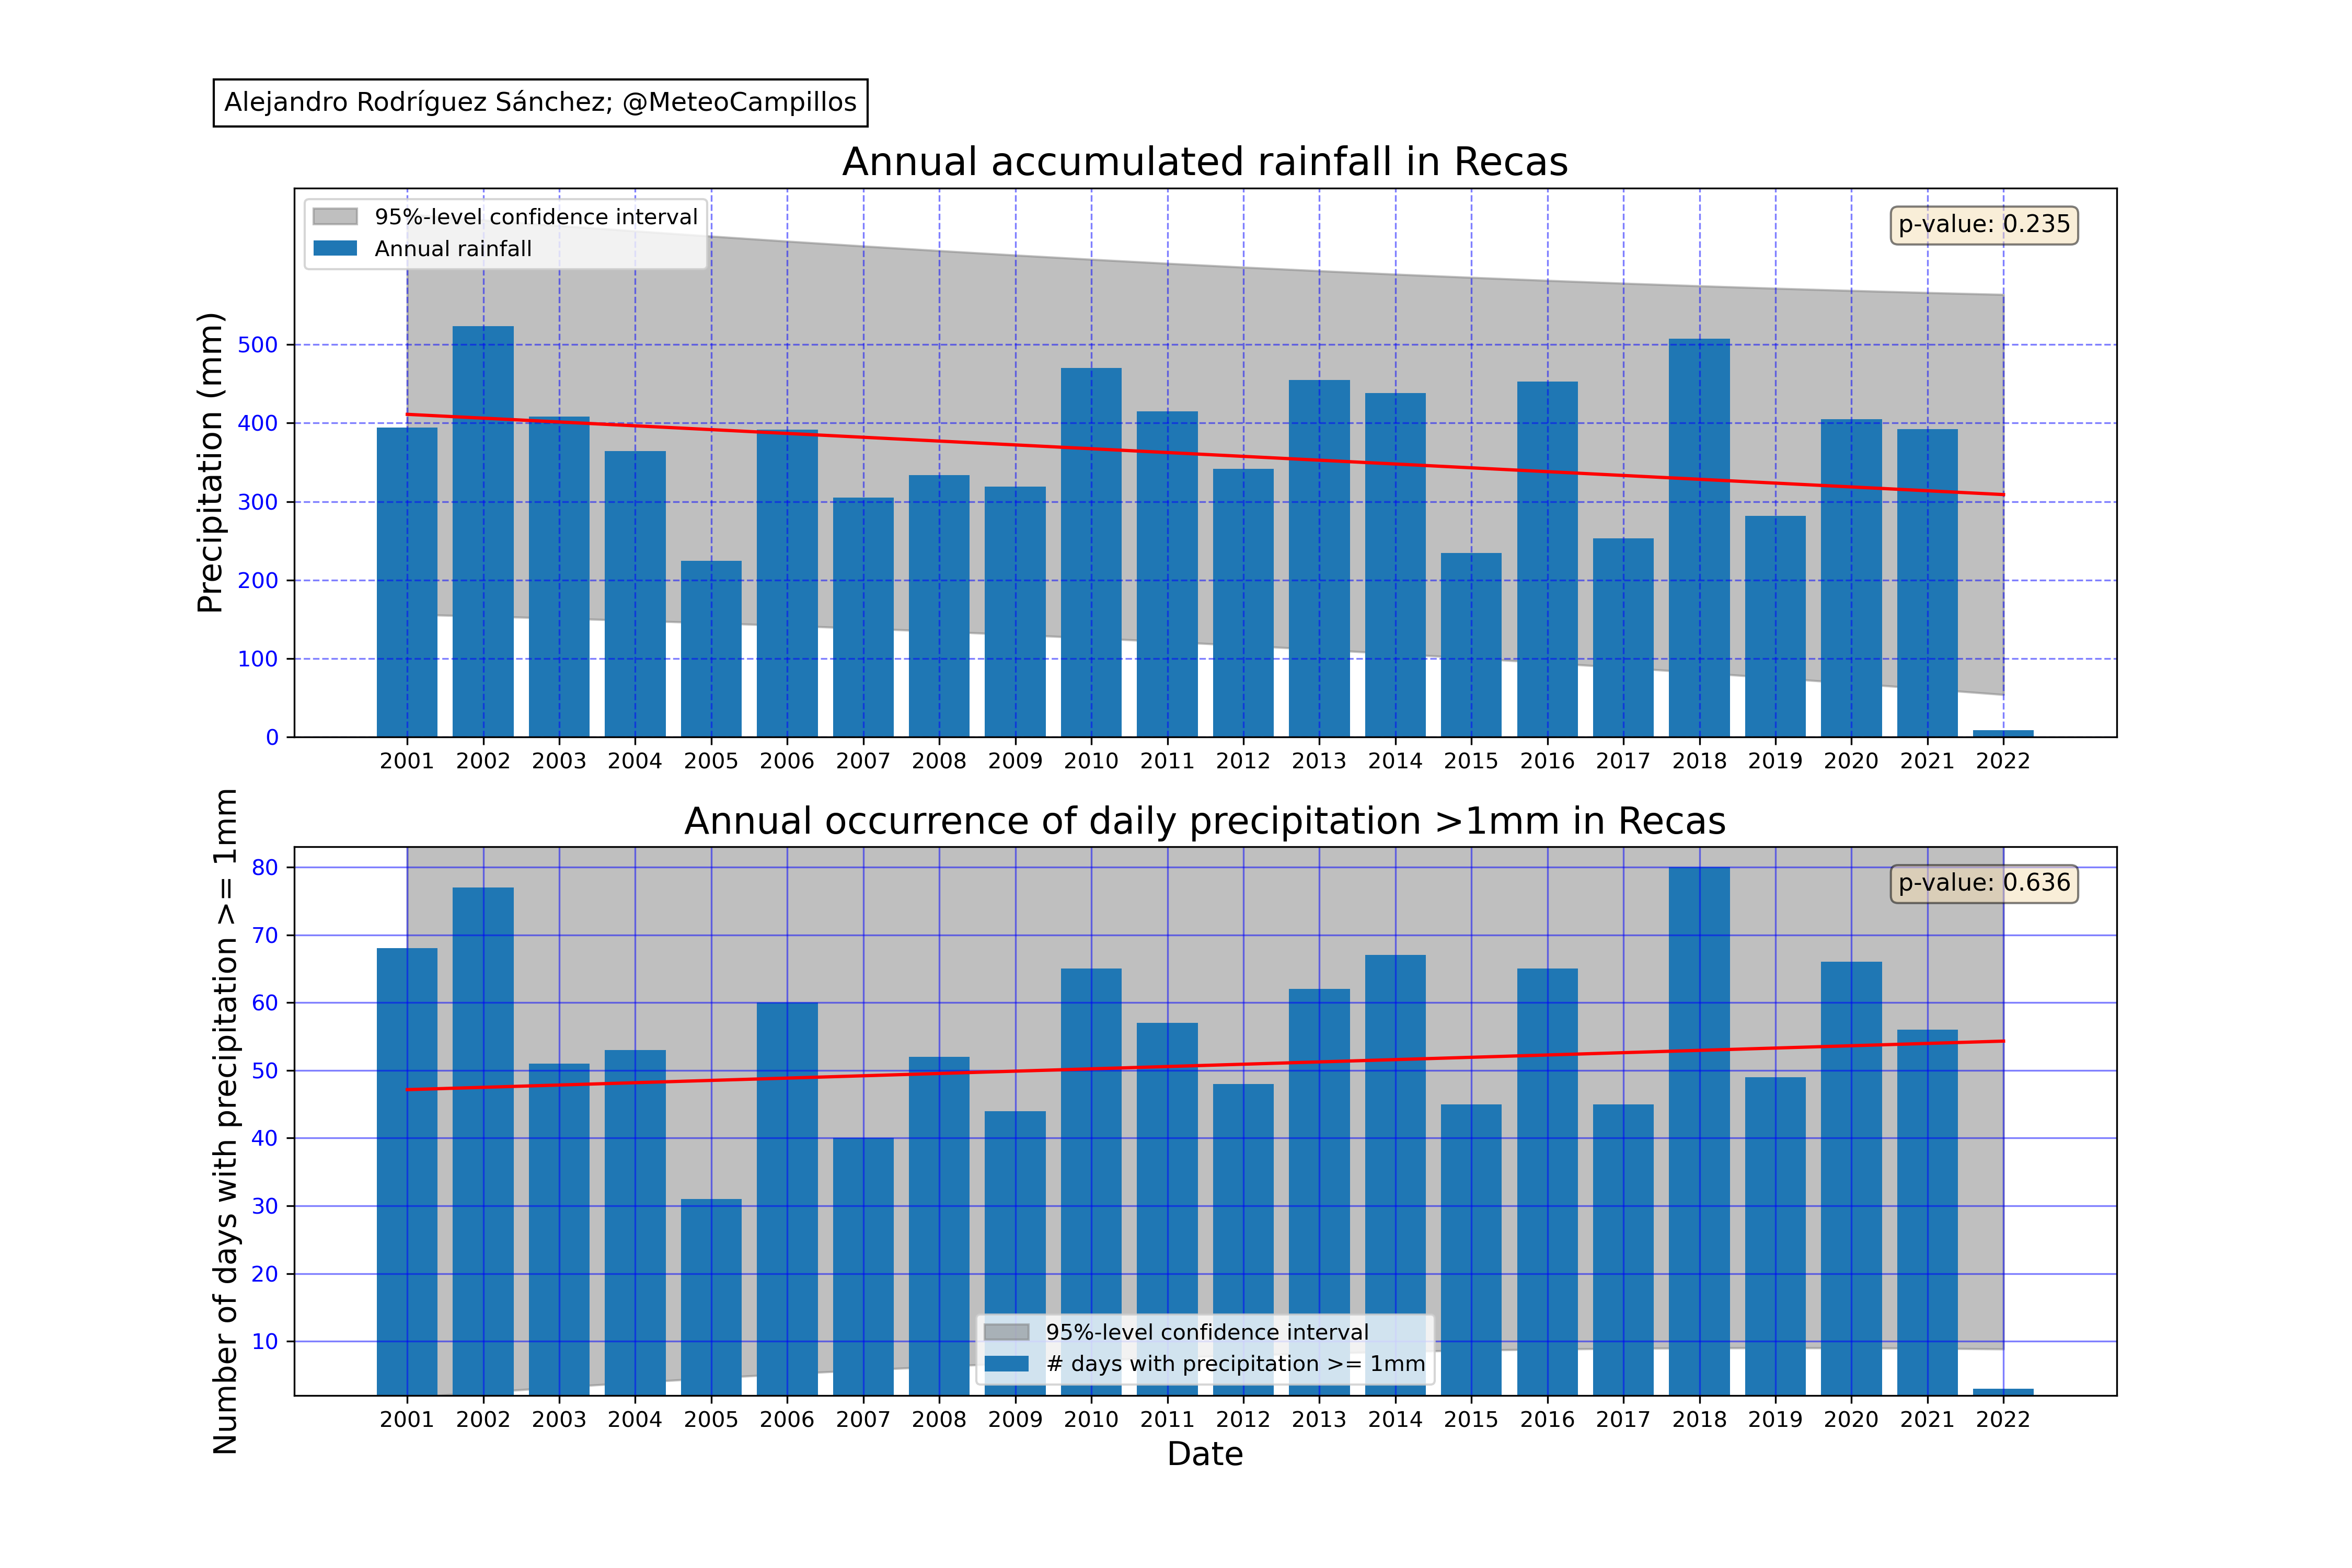 Alejandro Rodríguez Sánchez; @MeteoCampillos
Annual accumulated rainfall in Recas
95%-level confidence interval
Annual rainfall
p-value: 0.235
Precipitation (mm)
500
400
300
200
100
0
2001 2002 2003 2004 2005 2006 2007 2008 2009 2010 2011 2012 2013 2014 2015 2016 2017 2018 2019 2020 2021 2022
Annual occurrence of daily precipitation >1mm in Recas
p-value: 0.636
Number of days with precipitation >= 1mm
80
70
60
50
40
30
20
10
95%-level confidence interval
# days with precipitation >= 1mm
2001 2002 2003 2004 2005 2006 2007 2008 2009 2010 2011 2012 2013 2014 2015 2016 2017 2018 2019 2020 2021 2022
Date